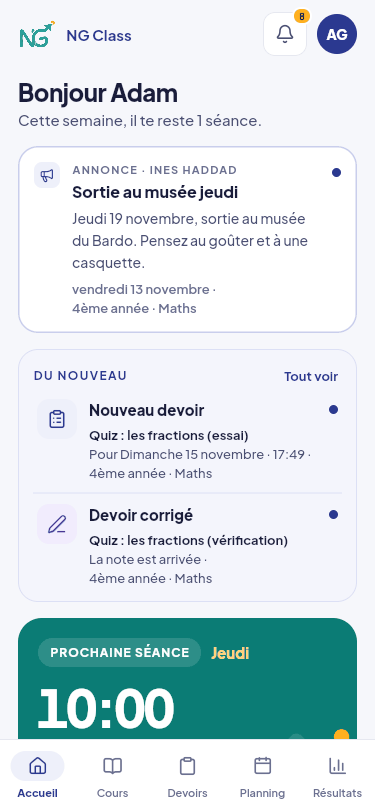 NG
NG Class
8
AG
Bonjour Adam
Cette semaine, il te reste 1 séance.
ANNONCE · INES HADDAD
Sortie au musée jeudi
Jeudi 19 novembre, sortie au musée
du Bardo. Pensez au goûter et à une
casquette.
vendredi 13 novembre ·
4ème année · Maths
DU NOUVEAU
Tout voir
Nouveau devoir
Quiz : les fractions (essai)
Pour Dimanche 15 novembre · 17:49 ·
4ème année · Maths
Devoir corrigé
Quiz : les fractions (vérification)
La note est arrivée ·
4ème année · Maths
PROCHAINE SÉANCE
Jeudi
10:00
Accueil
Cours
Devoirs
Planning
Résultats